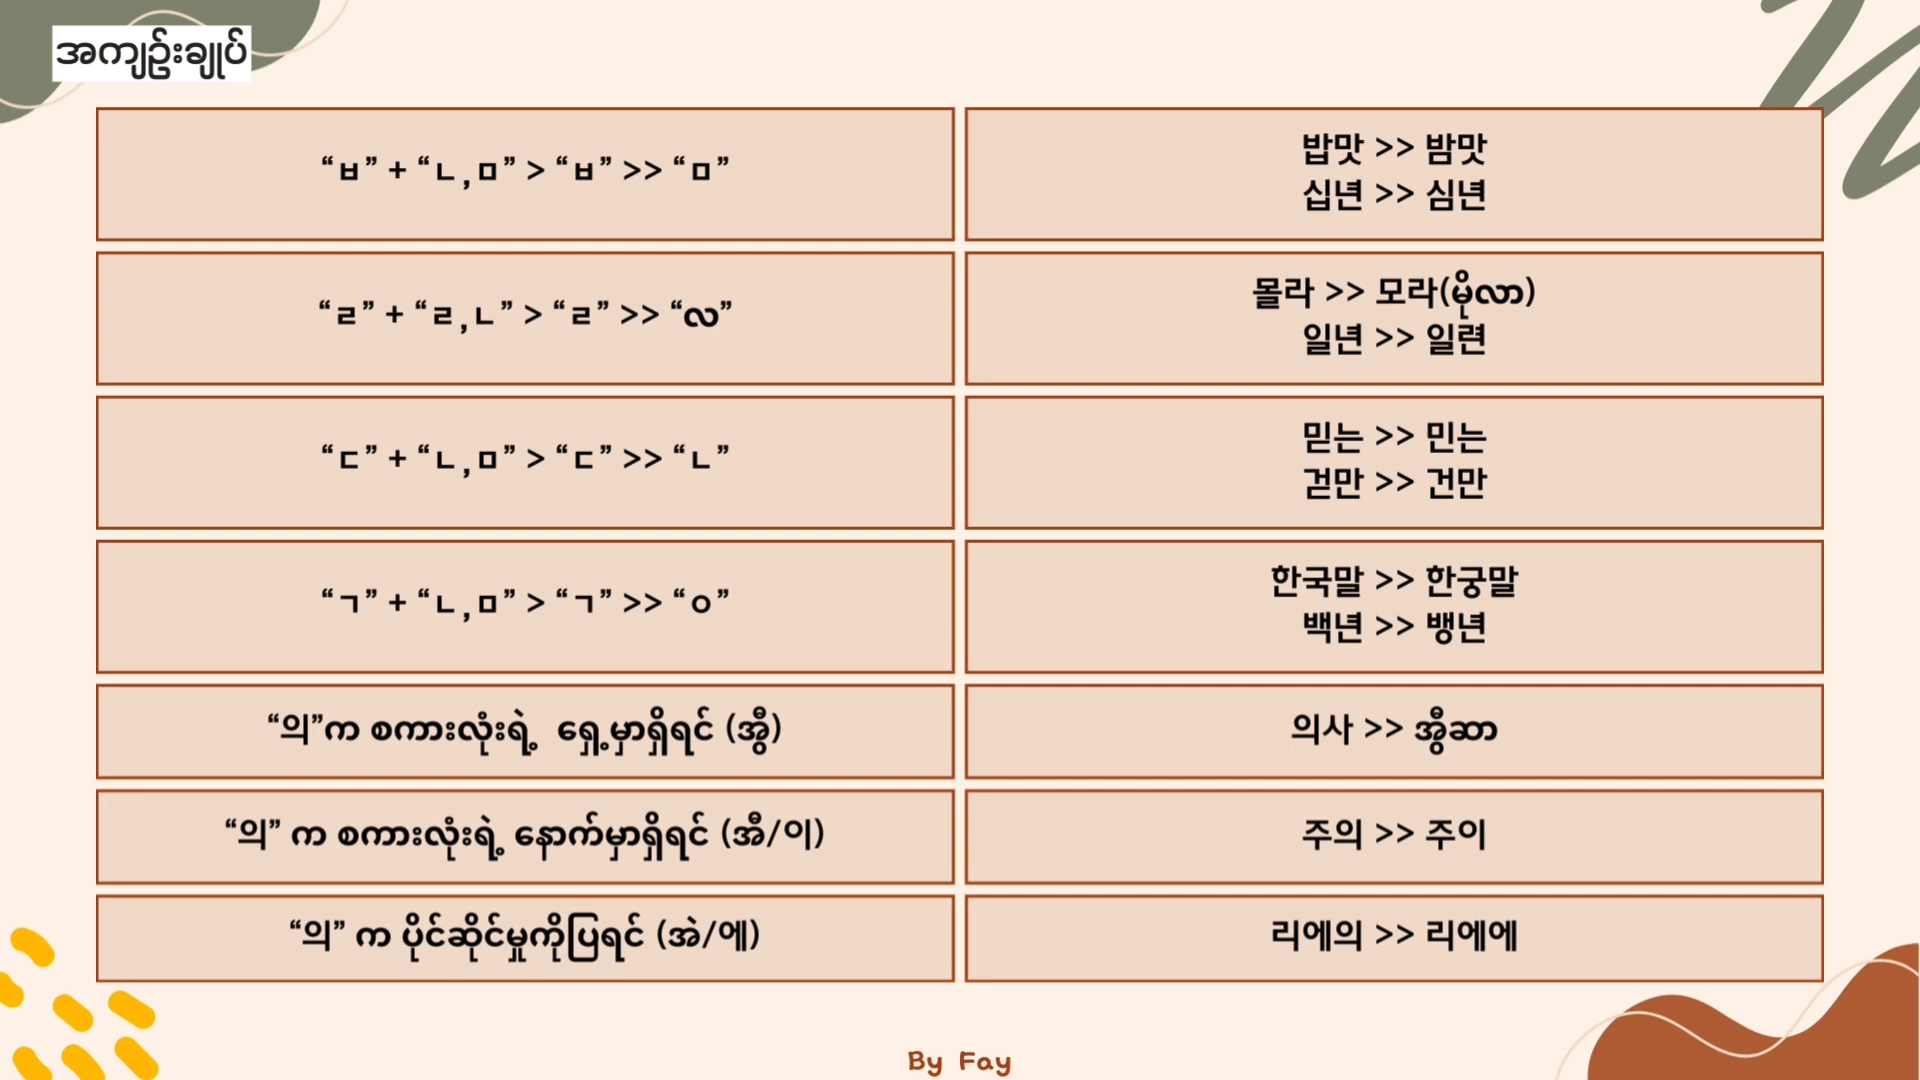 အကျဉ်းချုပ်
“ㅂ” + “ㄴ,ㅁ” > “ㅂ” >> “ㅁ”
밥맛 >> 밤맛
십년 >> 심년
“ㄹ” + “ㄹ,ㄴ” > “ㄹ” >> “လ”
몰라 >> 모라(မိုလာ)
일년 >> 일련
“ㄷ” + “ㄴ,ㅁ” > “ㄷ” >> “ㄴ”
믿는 >> 민는
걷만 >> 건만
“ㄱ” + “ㄴ,ㅁ” > “ㄱ” >> “ㅇ”
한국말 >> 한궁말
백년 >> 뱅년
“의”က စကားလုံးရဲ့ ရှေ့မှာရှိရင် (အွီ)
의사 >> အွီဆာ
“의” က စကားလုံးရဲ့ နောက်မှာရှိရင် (အီ/이)
주의 >> 주이
“의” က ပိုင်ဆိုင်မှုကိုပြရင် (အဲ/에)
리에의 >> 리에에
By Fay